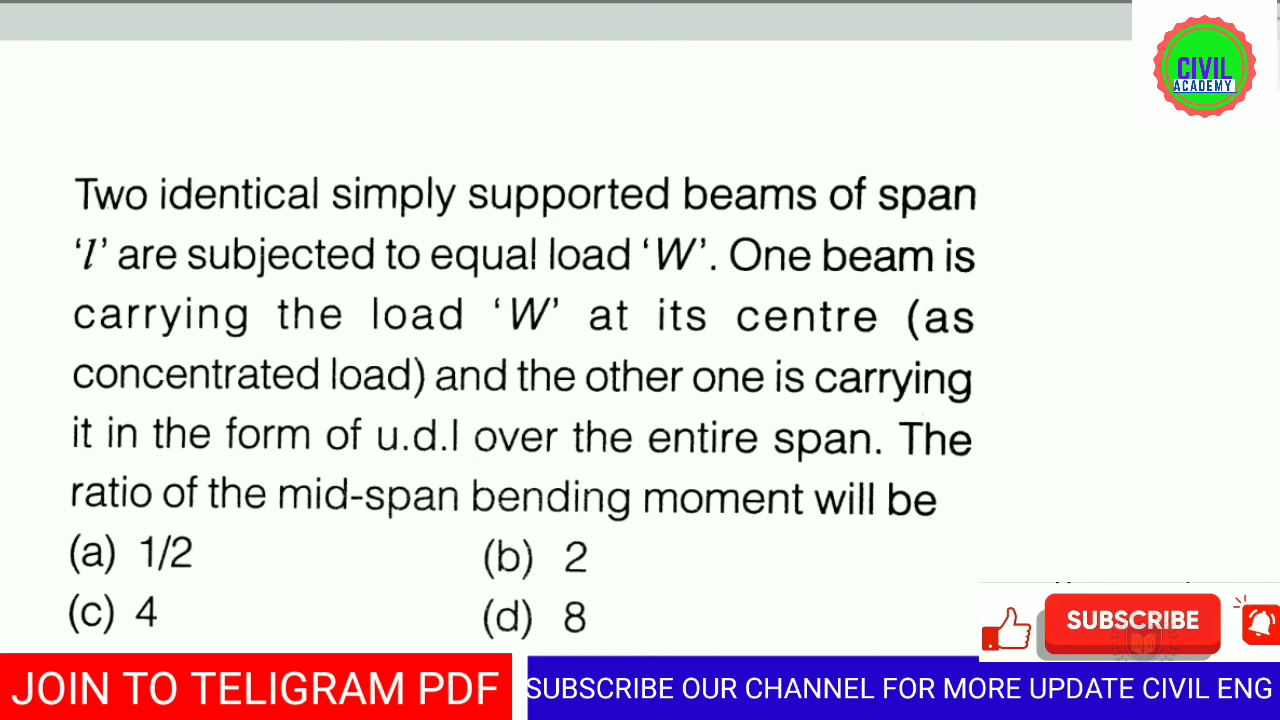 CIVIL
ACADEMY
Two identical simply supported beams of span
‘l’ are subjected to equal load ‘W’. One beam is
carrying the load ‘W’ at its centre (as
concentrated load) and the other one is carrying
it in the form of u.d.l over the entire span. The
ratio of the mid-span bending moment will be
(a) 1/2 (b) 2
(c) 4 (d) 8
SUBSCRIBE
JOIN TO TELIGRAM PDF SUBSCRIBE OUR CHANNEL FOR MORE UPDATE CIVIL ENG